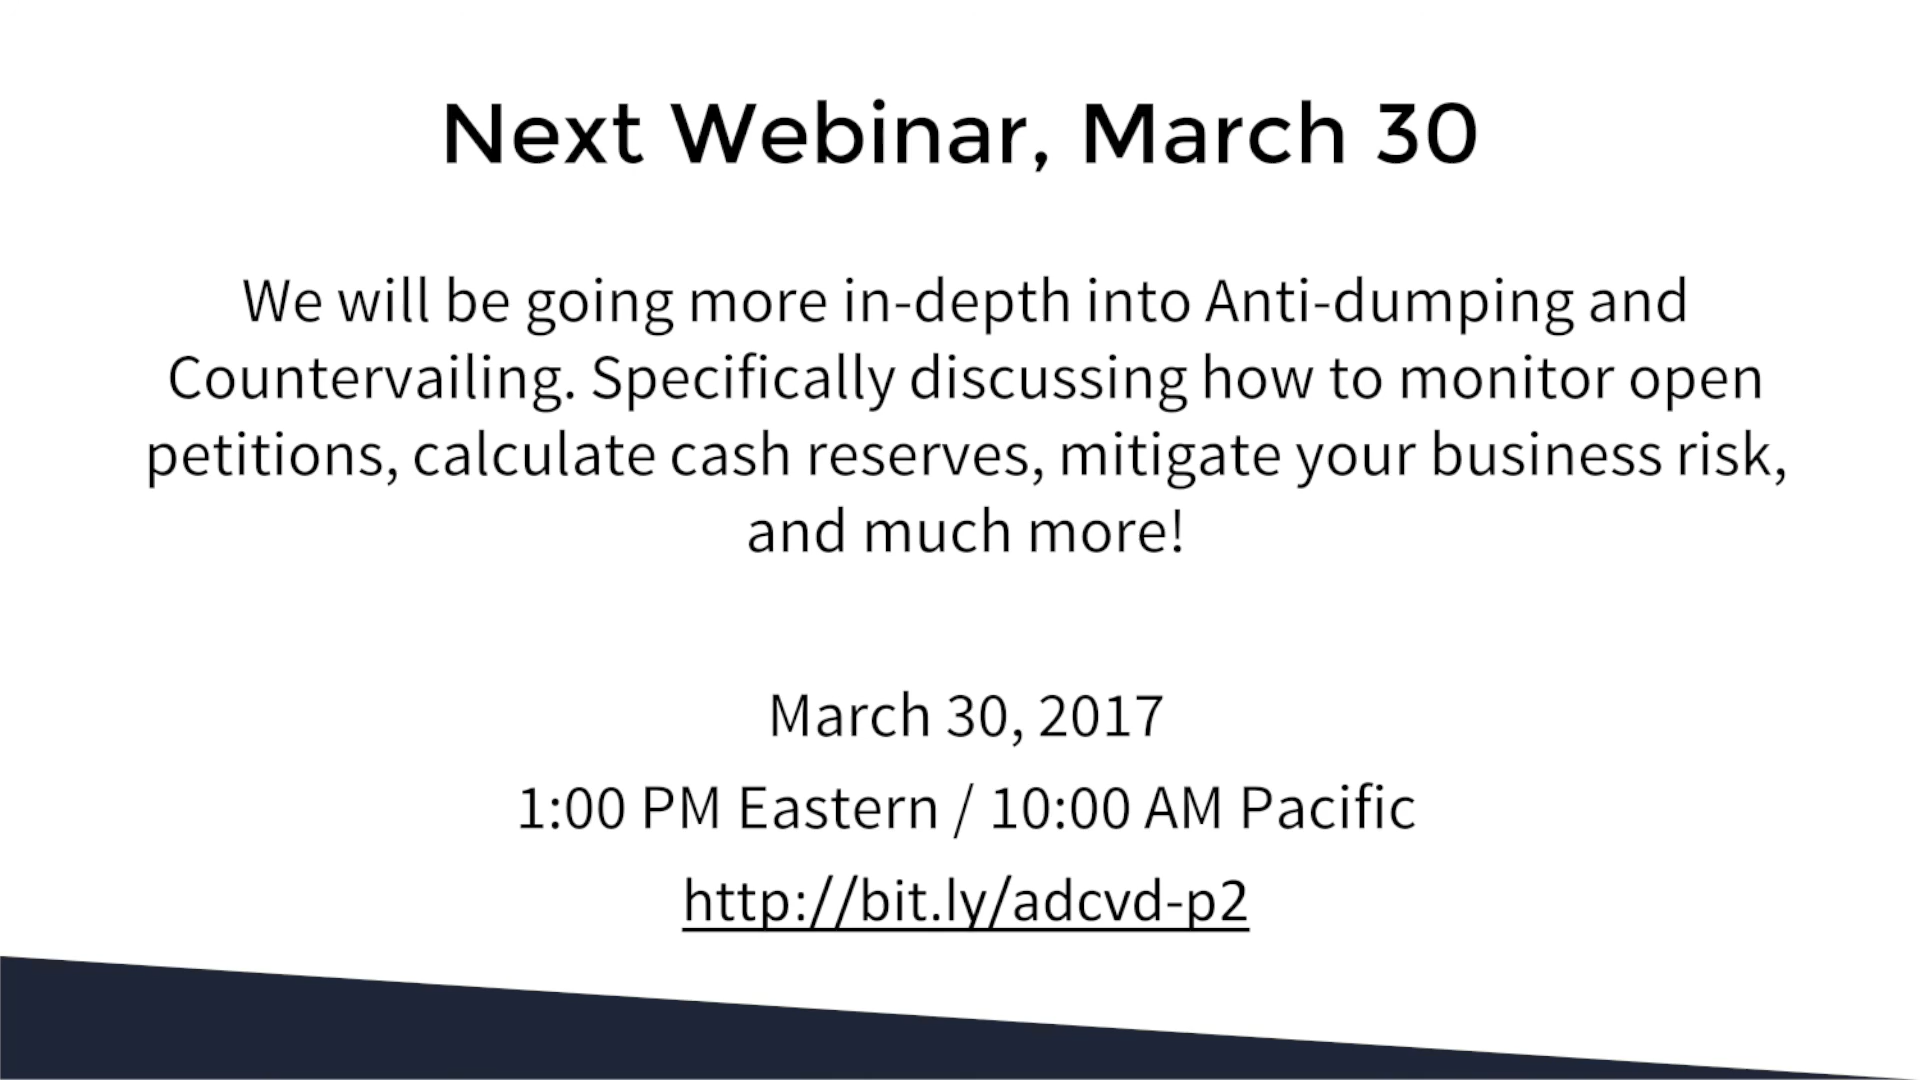 Next Webinar, March 30
We will be going more in-depth into Anti-dumping and
Countervailing. Specifically discussing how to monitor open
petitions, calculate cash reserves, mitigate your business risk,
and much more!
March 30, 2017
1:00 PM Eastern / 10:00 AM Pacific
http://bit.ly/adcvd-p2